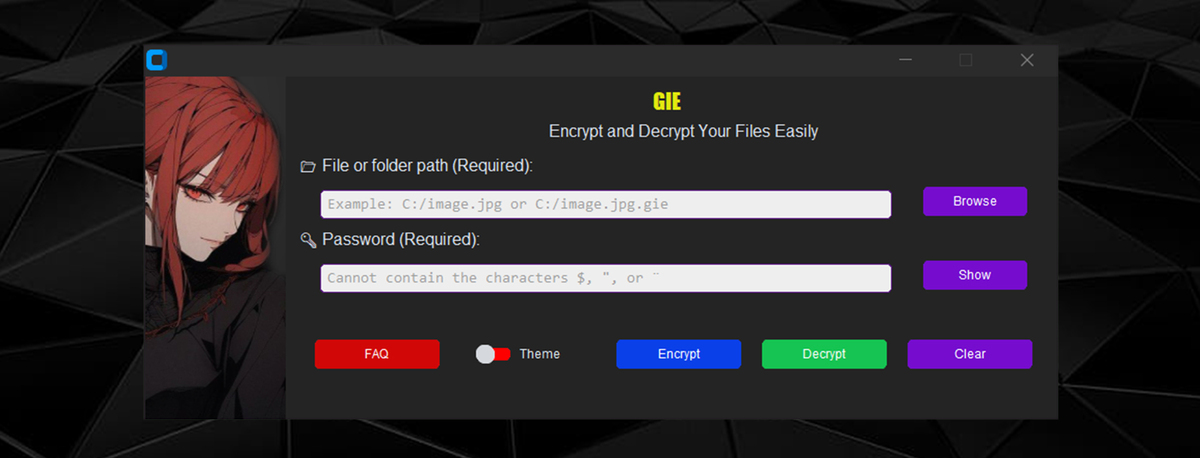 GIE
Encrypt and Decrypt Your Files Easily
File or folder path (Required):
Example: C:/image.jpg or C:/image.jpg.gie
Browse
Password (Required):
Cannot contain the characters $, ", or ¨
Show
FAQ
Theme
Encrypt
Decrypt
Clear